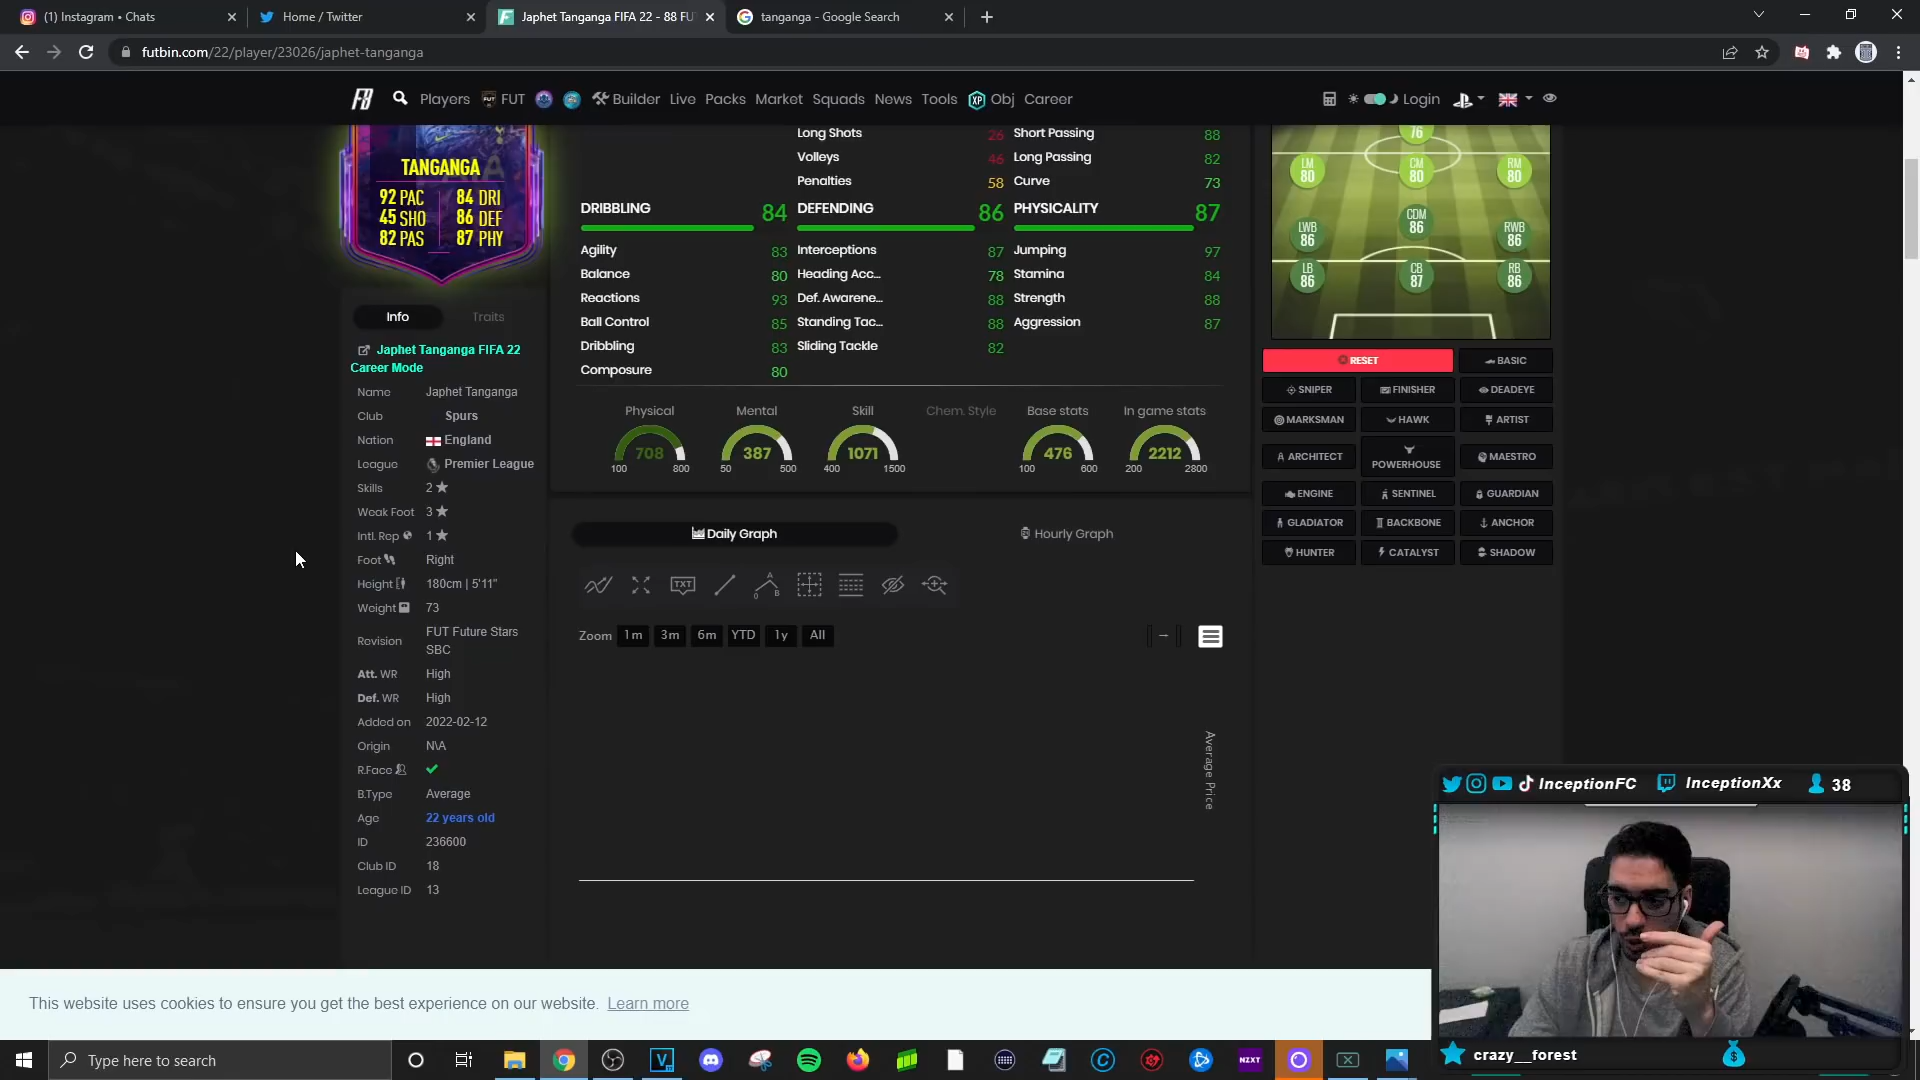 (1) Instagram • Chats
Home / Twitter
Japhet Tanganga FIFA 22 - 88 FU
tanganga - Google Search
futbin.com/22/player/23026/japhet-tanganga
Players FUT Builder Live Packs Market Squads News Tools XP Obj Career Login
TANGANGA
92 PAC 84 DRI
45 SHO 86 DEF
82 PAS 87 PHY
Info Traits
Japhet Tanganga FIFA 22
Career Mode
Name Japhet Tanganga
Club Spurs
Nation England
League Premier League
Skills 2
Weak Foot 3
Intl. Rep 1
Foot Right
Height 180cm | 5'11"
Weight 73
Revision FUT Future Stars
SBC
Att. WR High
Def. WR High
Added on 2022-02-12
Origin N\A
R.Face
B.Type Average
Age 22 years old
ID 236600
Club ID 18
League ID 13
Long Shots 26 Short Passing 88
Volleys 46 Long Passing 82
Penalties 58 Curve 73
DRIBBLING 84 DEFENDING 86 PHYSICALITY 87
Agility 83 Interceptions 87 Jumping 97
Balance 80 Heading Acc... 78 Stamina 84
Reactions 93 Def. Awarene... 88 Strength 88
Ball Control 85 Standing Tac... 88 Aggression 87
Dribbling 83 Sliding Tackle 82
Composure 80
Physical Mental Skill Chem. Style Base stats In game stats
708 387 1071 476 2212
100 800 50 500 400 1500 100 600 200 2800
Daily Graph Hourly Graph
TXT
Zoom 1m 3m 6m YTD 1y All →
Average Price
76
LM 80 CM 80 RM 80
CDM 86
LWB 86 RWB 86
LB 86 CB 87 RB 86
RESET BASIC
SNIPER FINISHER DEADEYE
MARKSMAN HAWK ARTIST
ARCHITECT POWERHOUSE MAESTRO
ENGINE SENTINEL GUARDIAN
GLADIATOR BACKBONE ANCHOR
HUNTER CATALYST SHADOW
InceptionFC InceptionXx 38
crazy__forest
This website uses cookies to ensure you get the best experience on our website. Learn more
Type here to search
NZXT